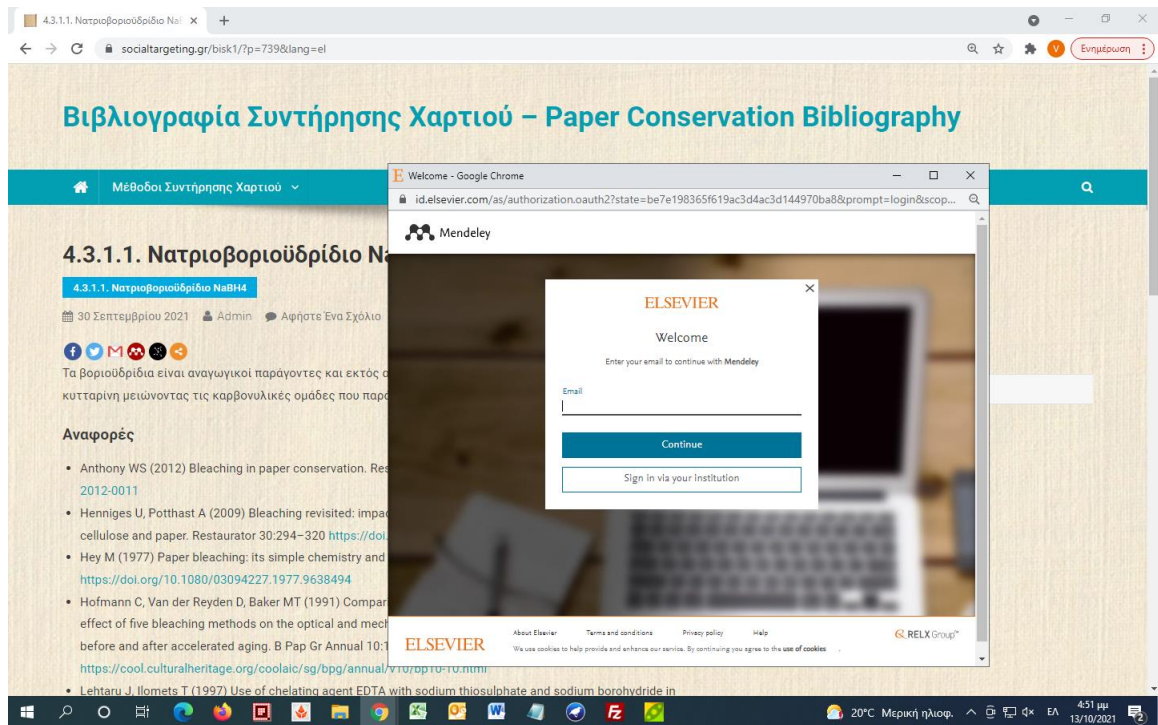 4.3.1.1. Νατριοβοριοϋδρίδιο Na
socialtargeting.gr/bisk1/?p=739&lang=el
Ενημέρωση
Βιβλιογραφία Συντήρησης Χαρτιού – Paper Conservation Bibliography
Μέθοδοι Συντήρησης Χαρτιού
4.3.1.1. Νατριοβοριοϋδρίδιο Na
4.3.1.1. Νατριοβοριοϋδρίδιο NaBH4
30 Σεπτεμβρίου 2021 Admin Αφήστε Ένα Σχόλιο
Τα βοριοϋδρίδια είναι αναγωγικοί παράγοντες και εκτός
κυτταρίνη μειώνοντας τις καρβονυλικές ομάδες που
Αναφορές
Anthony WS (2012) Bleaching in paper conservation. Res
2012-0011
Henniges U, Potthast A (2009) Bleaching revisited: impa
cellulose and paper. Restaurator 30:294–320 https://doi.
Hey M (1977) Paper bleaching: its simple chemistry and
https://doi.org/10.1080/03094227.1977.9638494
Hofmann C, Van der Reyden D, Baker MT (1991) Compar
effect of five bleaching methods on the optical and mech
before and after accelerated aging. B Pap Gr Annual 10:1
https://cool.culturalheritage.org/coolaic/sg/bpg/annual/v10/bp10-10.html
Lehtaru J, Ilomets T (1997) Use of chelating agent EDTA with sodium thiosulphate and sodium borohydride in
Welcome - Google Chrome
id.elsevier.com/as/authorization.oauth2?state=be7e198365f619ac3d4ac3d144970ba8&prompt=login&scop...
Mendeley
ELSEVIER
Welcome
Enter your email to continue with Mendeley
Email
Continue
Sign in via your institution
ELSEVIER
About Elsevier Terms and conditions Privacy policy Help
We use cookies to help provide and enhance our service. By continuing you agree to the use of cookies .
RELX Group™
20°C Μερική ηλιοφ. ΕΛ 4:51 μμ
13/10/2021